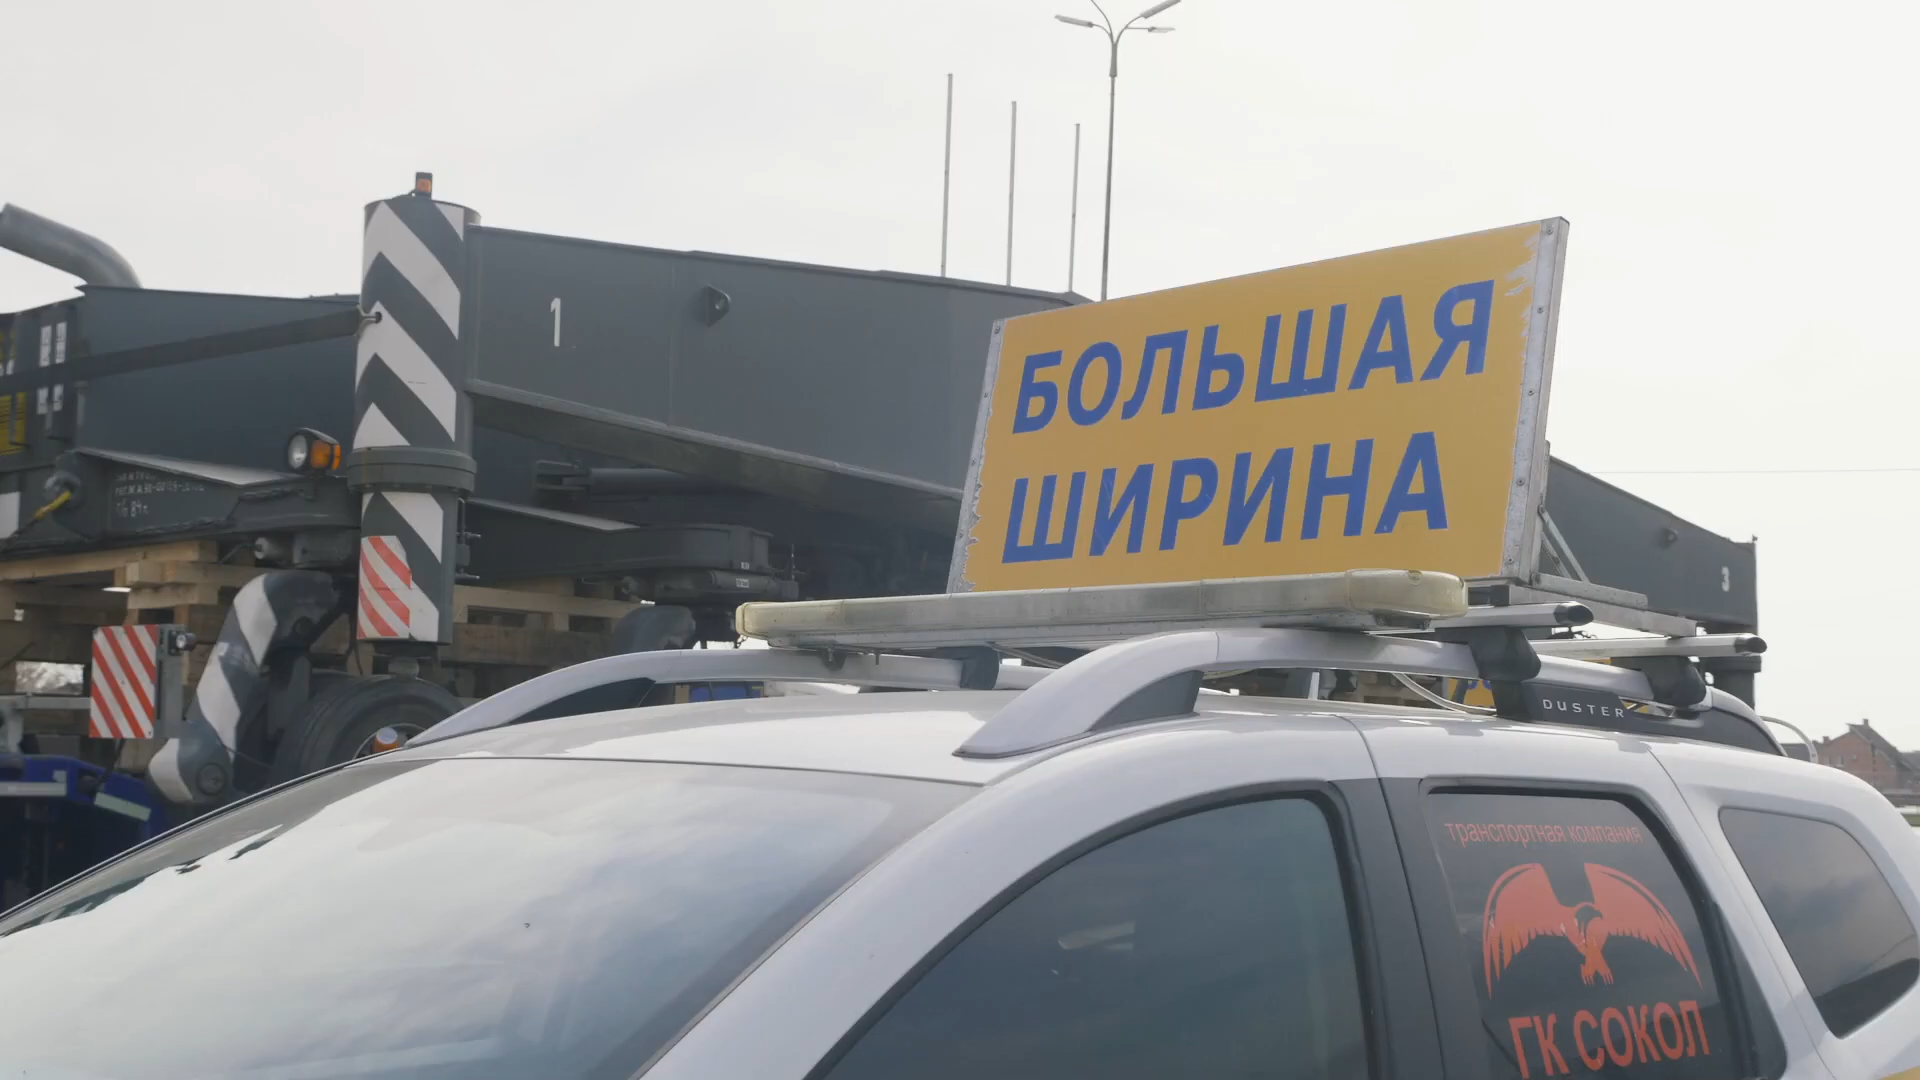 1
БОЛЬШАЯ
ШИРИНА
3
DUSTER
транспортная компания
ГК СОКОЛ